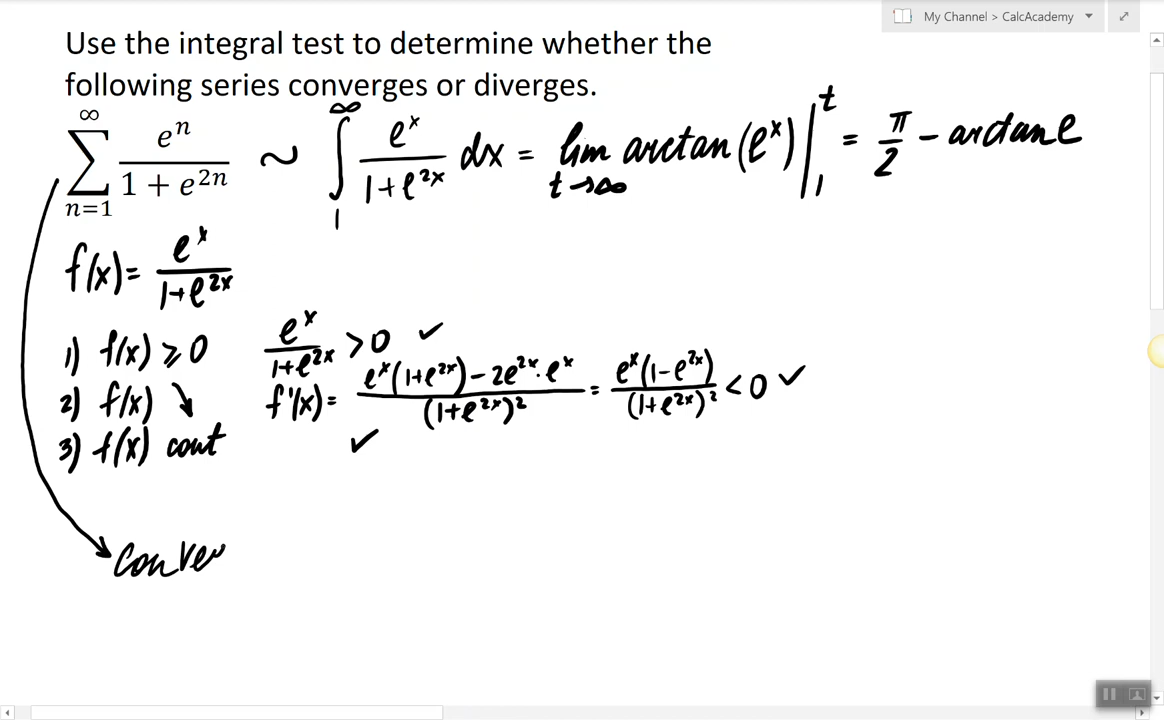 My Channel > CalcAcademy
Use the integral test to determine whether the
following series converges or diverges.
∑_{n=1}^{∞} e^n / (1 + e^{2n}) ~ ∫_1^∞ e^x / (1+e^{2x}) dx = lim_{t→∞} arctan(e^x) |_1^t = π/2 - arctan e
f(x) = e^x / (1+e^{2x})
1) f(x) ≥ 0 e^x / (1+e^{2x}) > 0 ✓
2) f(x) ↘ f'(x) = (e^x(1+e^{2x}) - 2e^{2x} · e^x) / (1+e^{2x})^2 = e^x(1-e^{2x}) / (1+e^{2x})^2 < 0 ✓
3) f(x) cont ✓
Conver